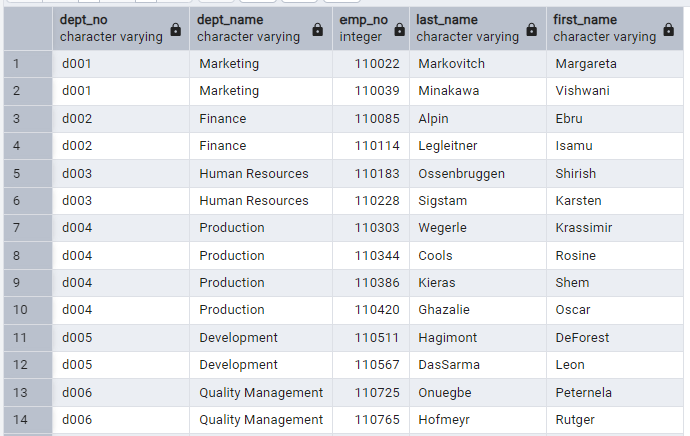 dept_no dept_name emp_no last_name first_name
character varying character varying integer character varying character varying
1 d001 Marketing 110022 Markovitch Margareta
2 d001 Marketing 110039 Minakawa Vishwani
3 d002 Finance 110085 Alpin Ebru
4 d002 Finance 110114 Legleitner Isamu
5 d003 Human Resources 110183 Ossenbruggen Shirish
6 d003 Human Resources 110228 Sigstam Karsten
7 d004 Production 110303 Wegerle Krassimir
8 d004 Production 110344 Cools Rosine
9 d004 Production 110386 Kieras Shem
10 d004 Production 110420 Ghazalie Oscar
11 d005 Development 110511 Hagimont DeForest
12 d005 Development 110567 DasSarma Leon
13 d006 Quality Management 110725 Onuegbe Peternela
14 d006 Quality Management 110765 Hofmeyr Rutger